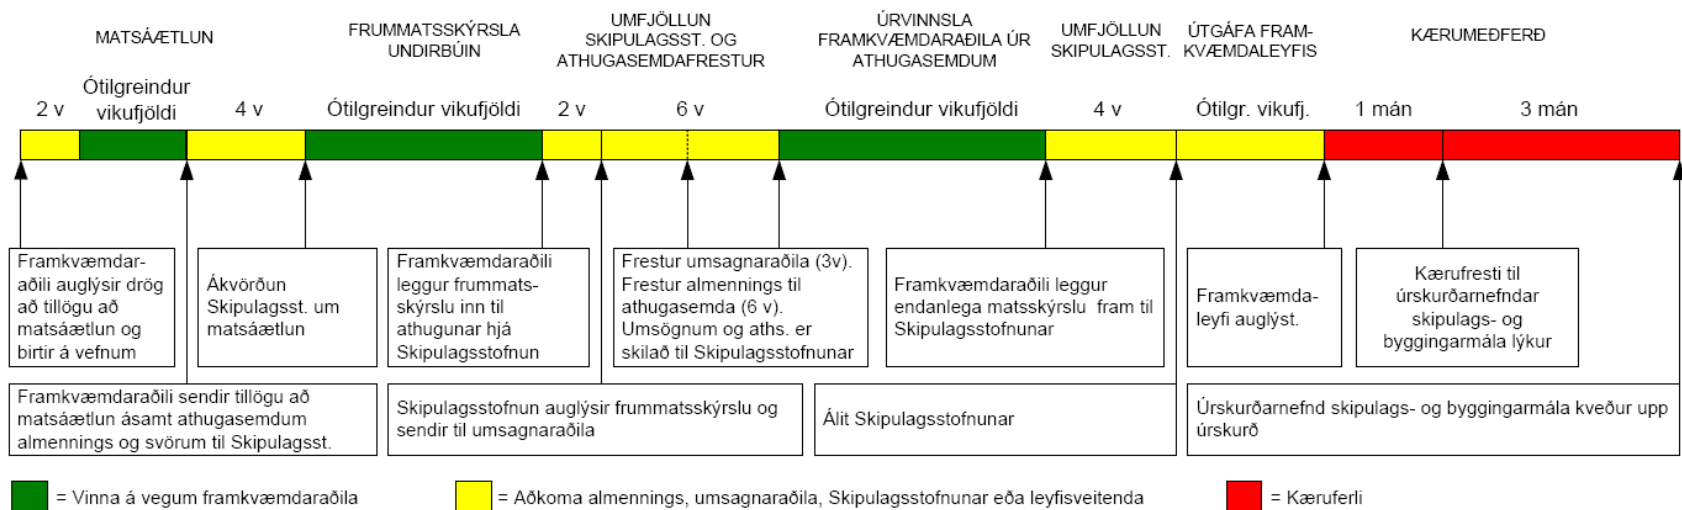 MATSÁÆTLUN
FRUMMATSSKÝRSLA
UNDIRBÚIN
UMFJÖLLUN
SKIPULAGSST. OG
ATHUGASEMDAFRESTUR
ÚRVINNSLA
FRAMKVÆMDARAÐILA ÚR
ATHUGASEMDUM
UMFJÖLLUN
SKIPULAGSST.
ÚTGÁFA FRAM-
KVÆMDALEYFIS
KÆRUMEÐFERÐ
2 v
Ótilgreindur
vikufjöldi
4 v
Ótilgreindur vikufjöldi
2 v
6 v
Ótilgreindur vikufjöldi
4 v
Ótilgr. vikufj.
1 mán
3 mán
Framkvæmdar-
aðili auglýsir drög
að tillögu að
matsáætlun og
birtir á vefnum
Ákvörðun
Skipulagsst. um
matsáætlun
Framkvæmdaraðili
leggur frummats-
skýrslu inn til
athugunar hjá
Skipulagsstofnun
Frestur umsagnaraðila (3v).
Frestur almennings til
athugasemda (6 v).
Umsögnum og aths. er
skilað til Skipulagsstofnunar
Framkvæmdaraðili leggur
endanlega matsskýrslu fram til
Skipulagsstofnunar
Framkvæmda-
leyfi auglýst.
Kærufresti til
úrskurðarnefndar
skipulags- og
byggingarmála lýkur
Framkvæmdaraðili sendir tillögu að
matsáætlun ásamt athugasemdum
almennings og svörum til Skipulagsst.
Skipulagsstofnun auglýsir frummatsskýrslu og
sendir til umsagnaraðila
Álit Skipulagsstofnunar
Úrskurðarnefnd skipulags- og byggingarmála kveður upp
úrskurð
= Vinna á vegum framkvæmdaraðila
= Aðkoma almennings, umsagnaraðila, Skipulagsstofnunar eða leyfisveitenda
= Kæruferli